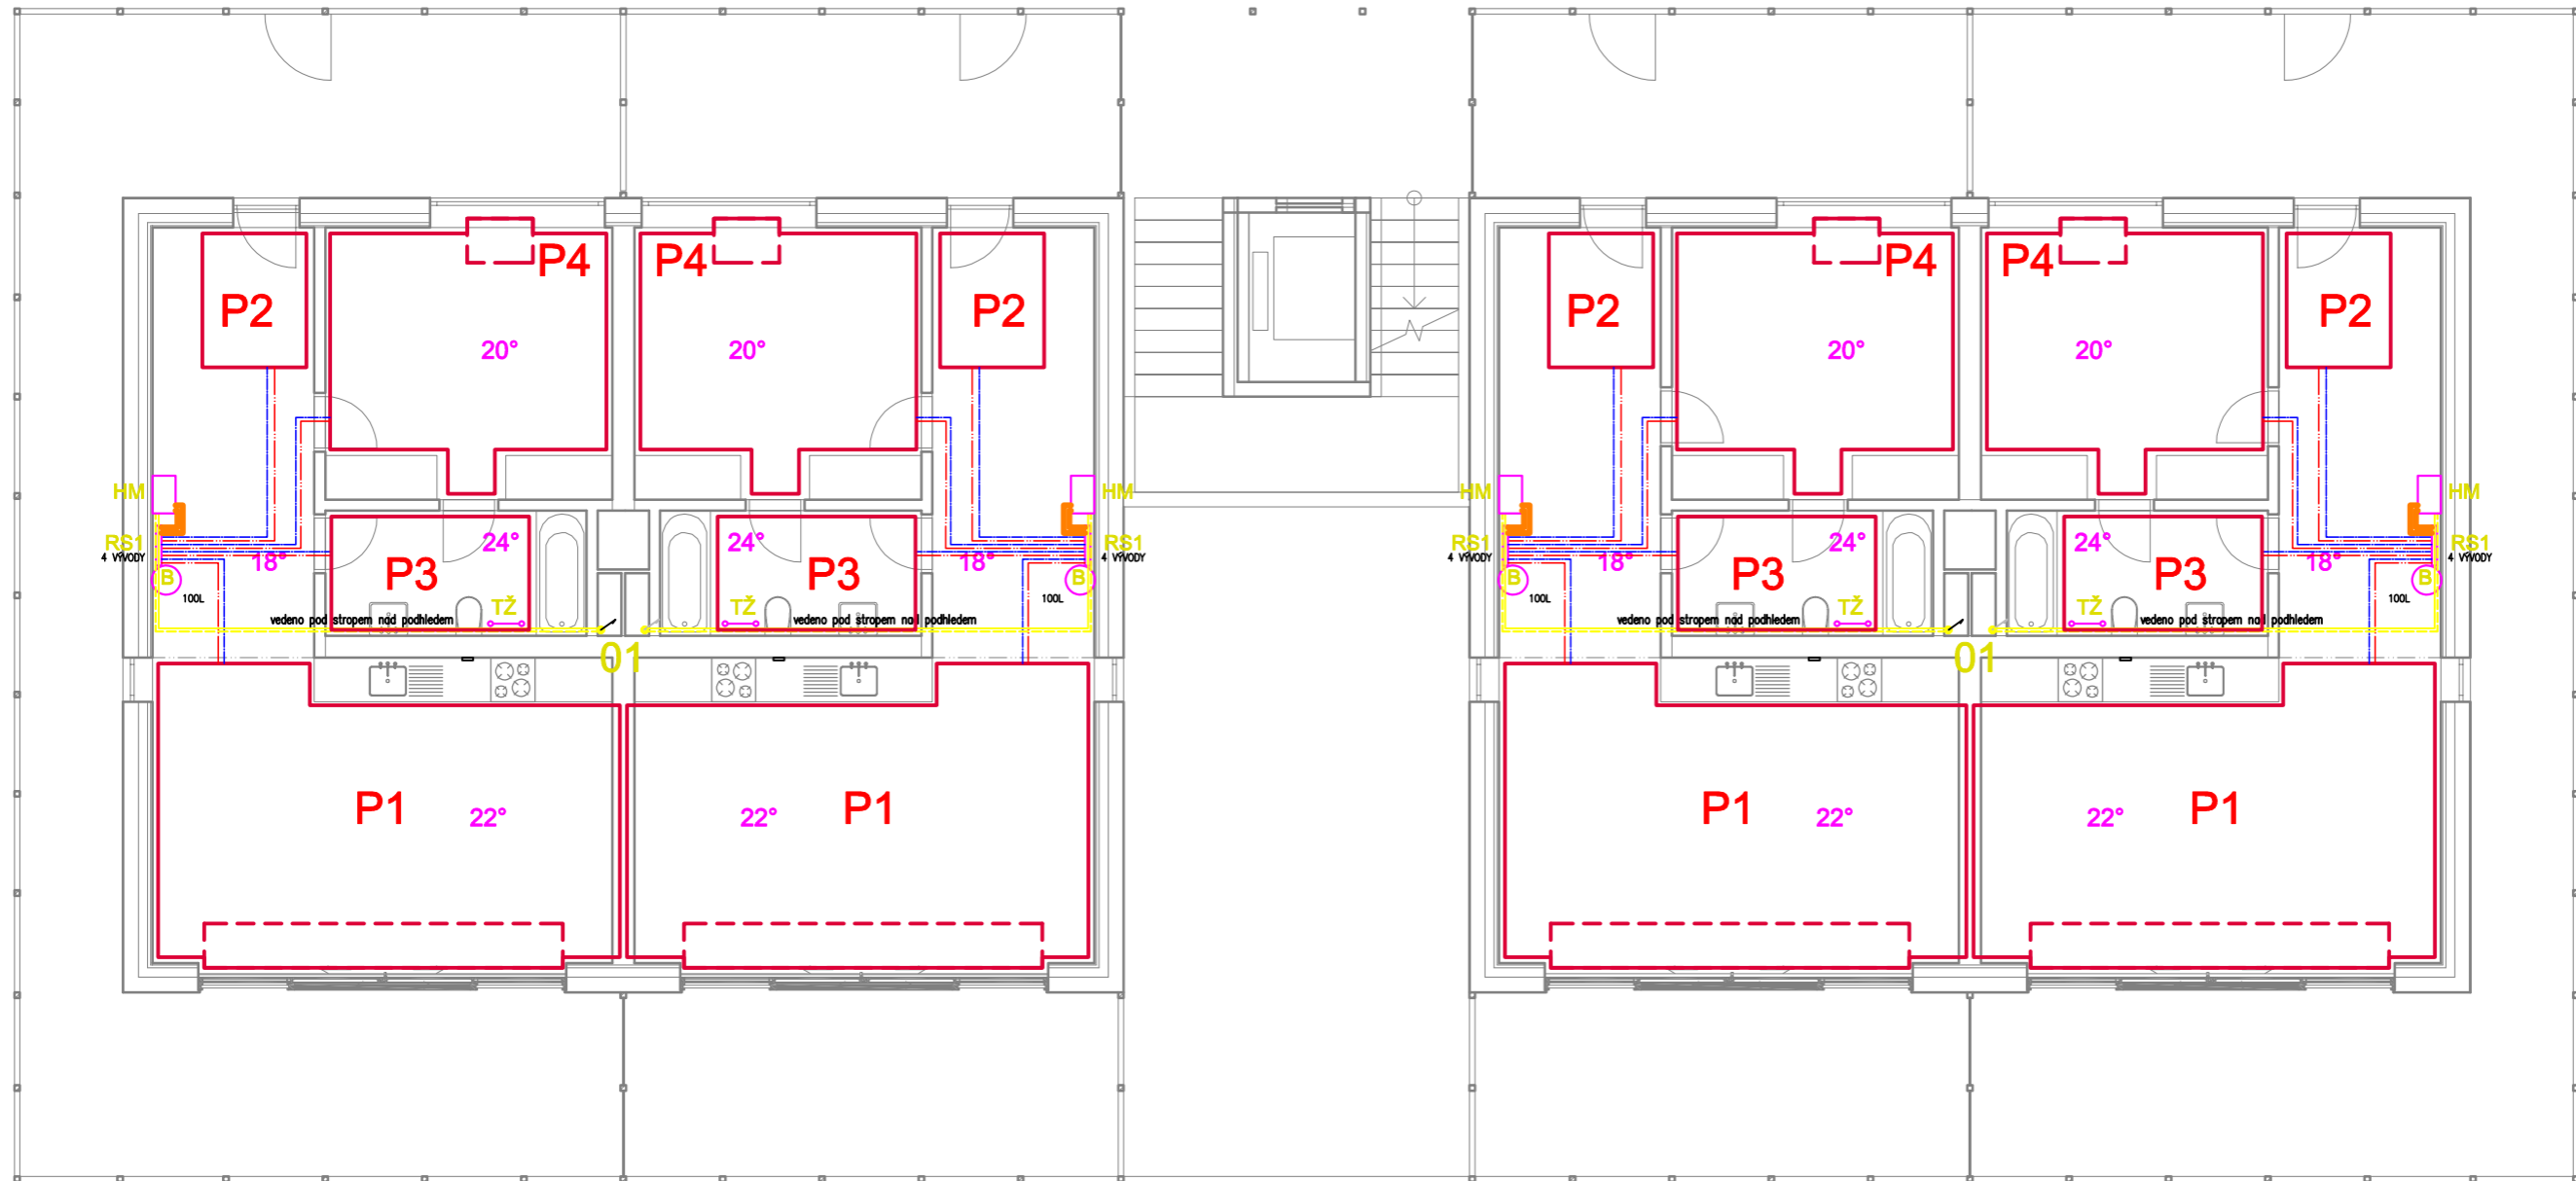 P4 P4 P4 P4
P2 P2 P2 P2
20° 20° 20° 20°
HM HM HM HM
RS1 24° 24° RS1 RS1 24° 24° RS1
4 VÝVODY 4 VÝVODY 4 VÝVODY 4 VÝVODY
18° 18° 18° 18°
B P3 P3 B B P3 P3 B
100L 100L 100L 100L
TŽ TŽ TŽ TŽ
vedeno pod stropem nad podhledem vedeno pod stropem nad podhledem vedeno pod stropem nad podhledem vedeno pod stropem nad podhledem
01 01
P1 22° 22° P1 P1 22° 22° P1